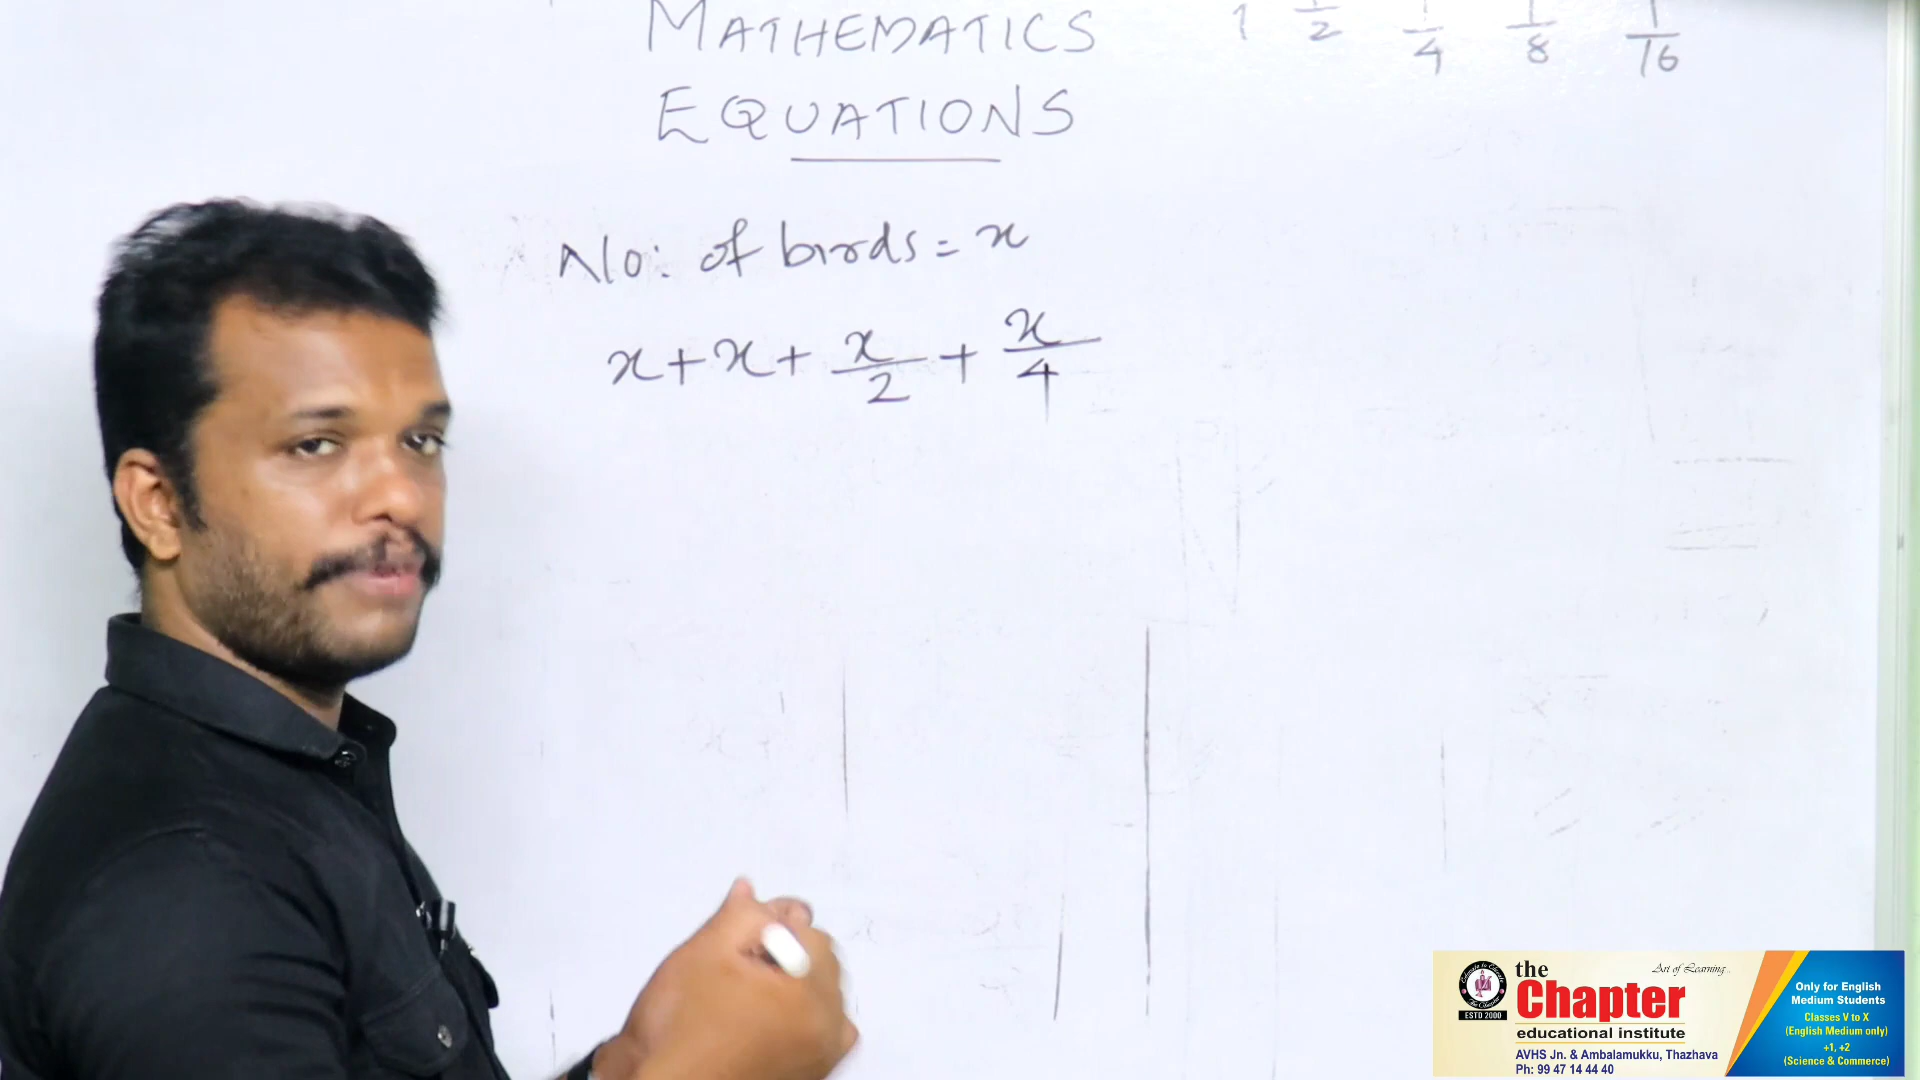 MATHEMATICS
EQUATIONS
1 1/2 1/4 1/8 1/16
No: of birds = x
x + x + x/2 + x/4
the
Art of Learning..
Chapter
educational institute
ESTD 2000
AVHS Jn. & Ambalamukku, Thazhava
Ph: 99 47 14 44 40
Only for English
Medium Students
Classes V to X
(English Medium only)
+1, +2
(Science & Commerce)